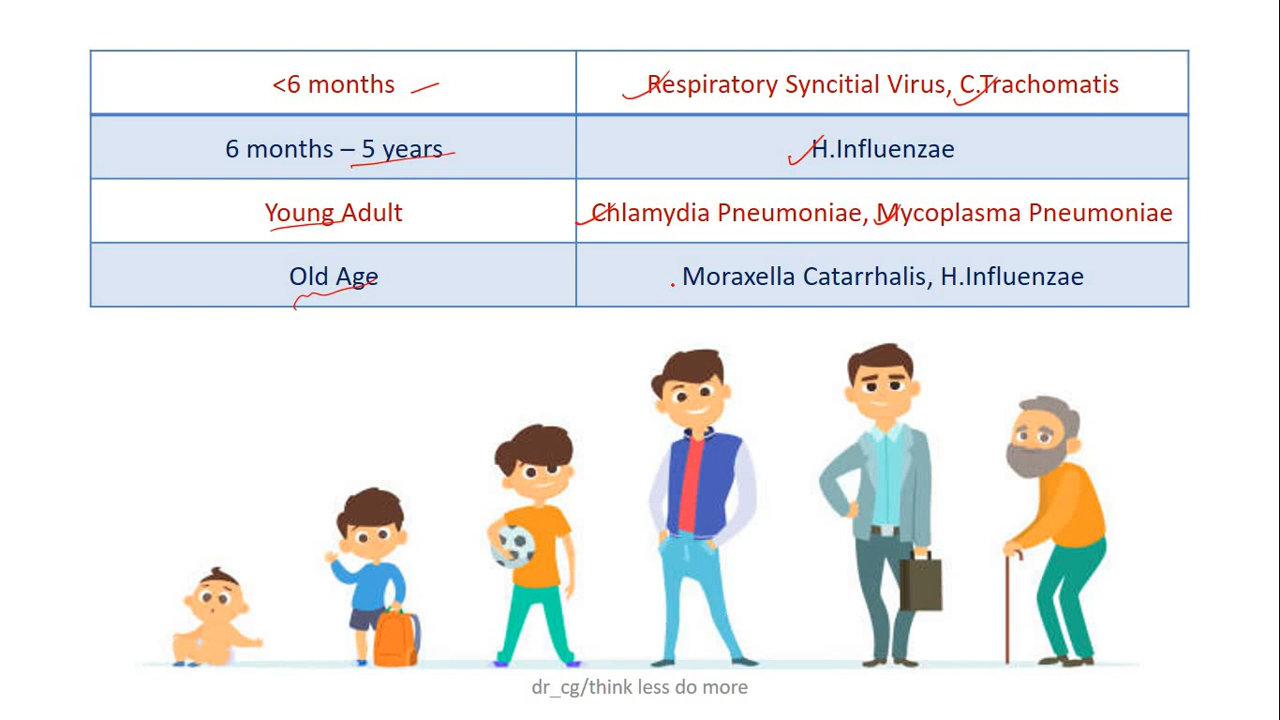 <6 months
Respiratory Syncitial Virus, C.Trachomatis
6 months – 5 years
H.Influenzae
Young Adult
Chlamydia Pneumoniae, Mycoplasma Pneumoniae
Old Age
Moraxella Catarrhalis, H.Influenzae
dr_cg/think less do more